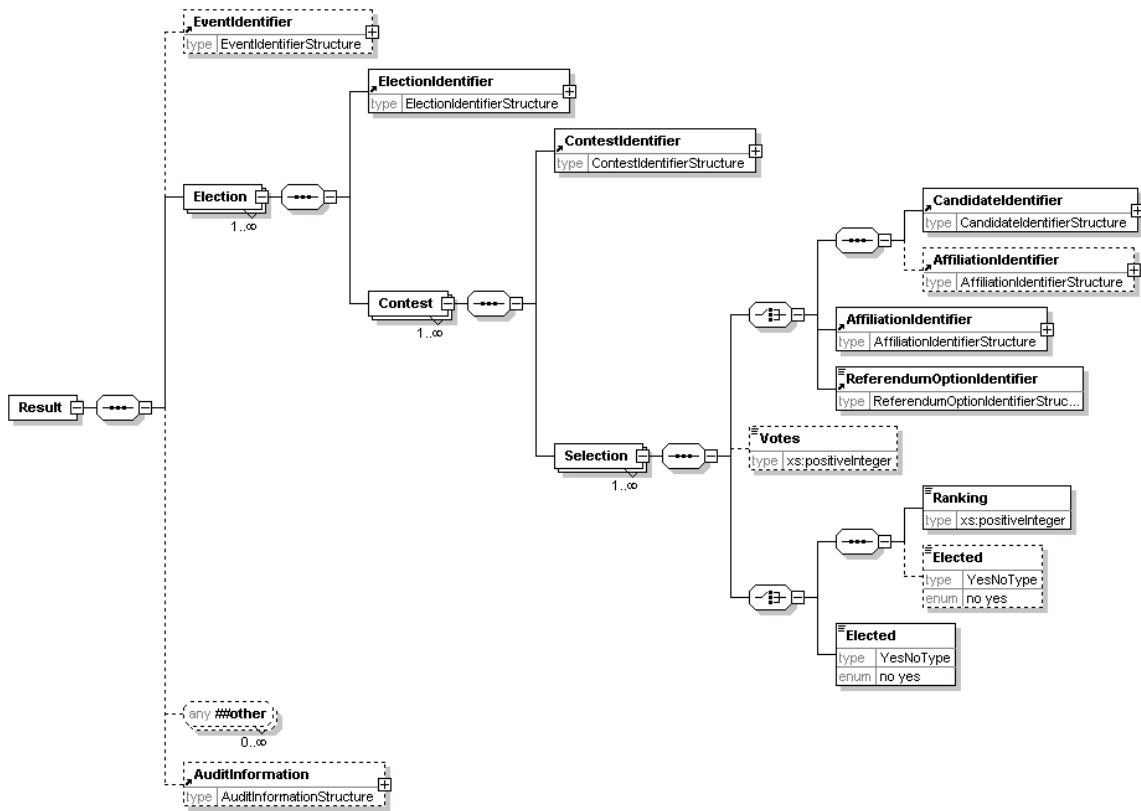 EventIdentifier
type EventIdentifierStructure
ElectionIdentifier
type ElectionIdentifierStructure
ContestIdentifier
type ContestIdentifierStructure
Election
1..∞
CandidateIdentifier
type CandidateIdentifierStructure
AffiliationIdentifier
type AffiliationIdentifierStructure
Contest
1..∞
AffiliationIdentifier
type AffiliationIdentifierStructure
ReferendumOptionIdentifier
type ReferendumOptionIdentifierStruc...
Result
Votes
type xs:positiveInteger
Selection
1..∞
Ranking
type xs:positiveInteger
Elected
type YesNoType
enum no yes
Elected
type YesNoType
enum no yes
any ##other
0..∞
AuditInformation
type AuditInformationStructure